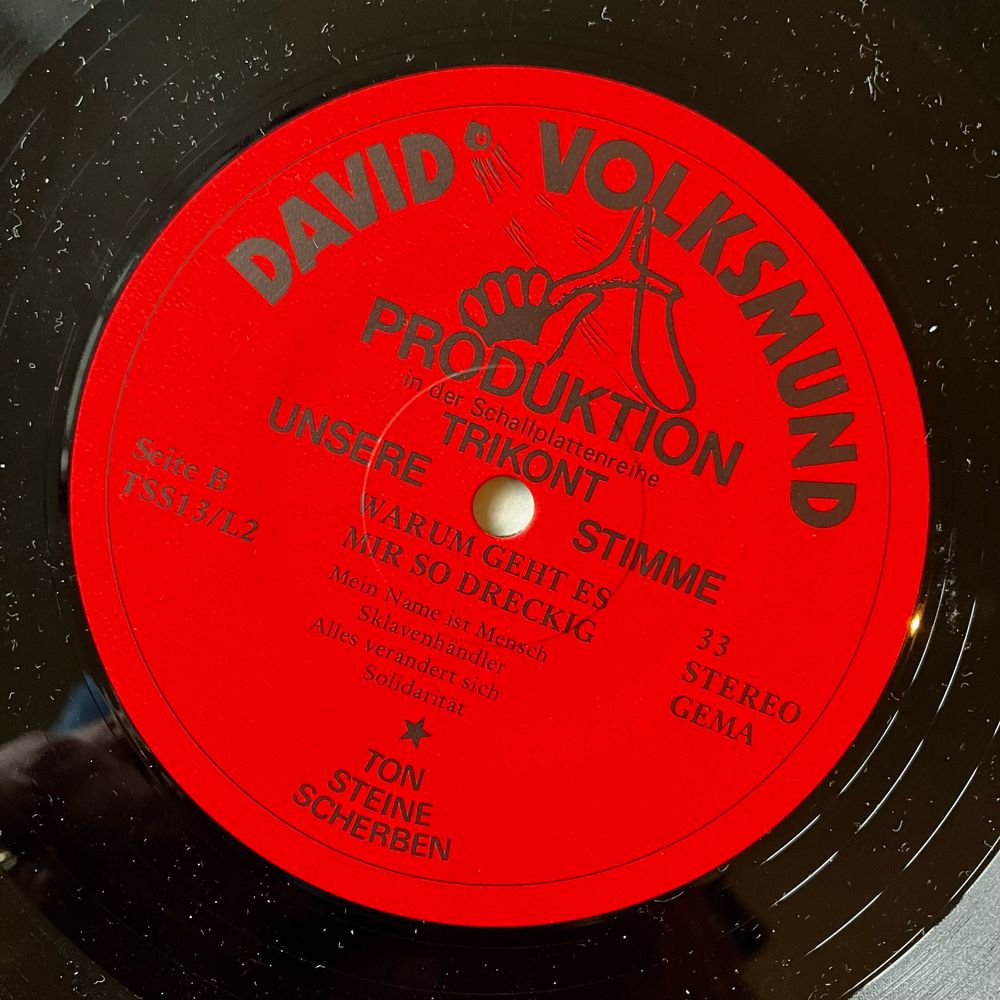 DAVID VOLKSMUND
PRODUKTION
in der Schallplattenreihe
TRIKONT
UNSERE STIMME
Seite B
TSS13/L2
WARUM GEHT ES
MIR SO DRECKIG
Mein Name ist Mensch
Sklavenhändler
Alles verändert sich
Solidarität
33
STEREO
GEMA
TON
STEINE
SCHERBEN